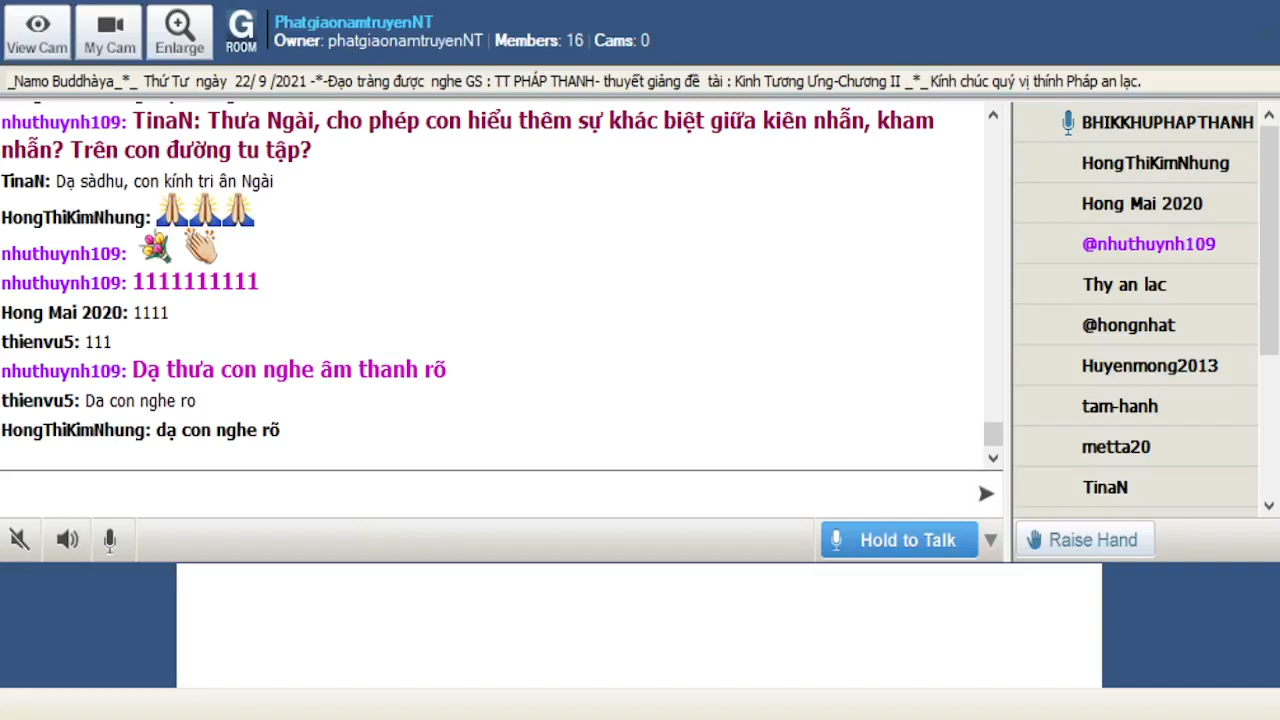 View Cam
My Cam
Enlarge
G
ROOM
PhatgiaonamtruyenNT
Owner: phatgiaonamtruyenNT | Members: 16 | Cams: 0
_Namo Buddhàya_*_ Thứ Tư ngày 22/ 9 /2021 -*-Đạo tràng được nghe GS : TT PHÁP THANH- thuyết giảng đề tài : Kinh Tương Ưng-Chương II _*_Kính chúc quý vị thính Pháp an lạc.
nhuthuynh109: TinaN: Thưa Ngài, cho phép con hiểu thêm sự khác biệt giữa kiên nhẫn, kham
nhẫn? Trên con đường tu tập?
TinaN: Dạ sàdhu, con kính tri ân Ngài
HongThiKimNhung:
nhuthuynh109:
nhuthuynh109: 1111111111
Hong Mai 2020: 1111
thienvu5: 111
nhuthuynh109: Dạ thưa con nghe âm thanh rõ
thienvu5: Da con nghe ro
HongThiKimNhung: dạ con nghe rõ
Hold to Talk
BHIKKHUPHAPTHANH
HongThiKimNhung
Hong Mai 2020
@nhuthuynh109
Thy an lac
@hongnhat
Huyenmong2013
tam-hanh
metta20
TinaN
Raise Hand